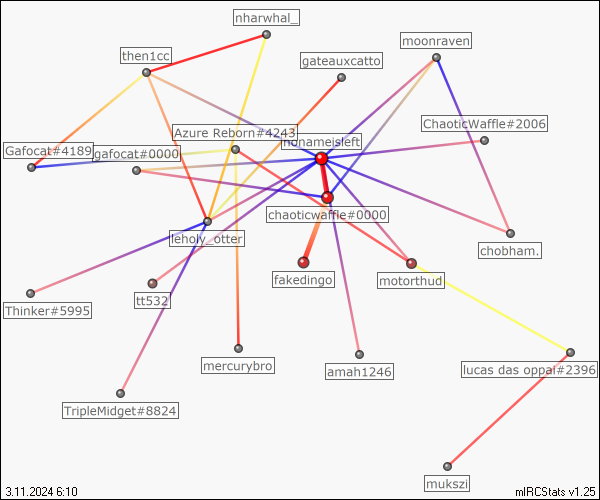 nharwhal_
moonraven
then1cc
gateauxcatto
ChaoticWaffle#2006
Azure Reborn#4243
nonameisleft
Gafocat#4189
gafocat#0000
chaoticwaffle#0000
leholy_otter
chobham.
fakedingo
motorthud
tt532
Thinker#5995
mercurybro
amah1246
lucas das oppai#2396
TripleMidget#8824
mukszi
3.11.2024 6:10
mIRCStats v1.25